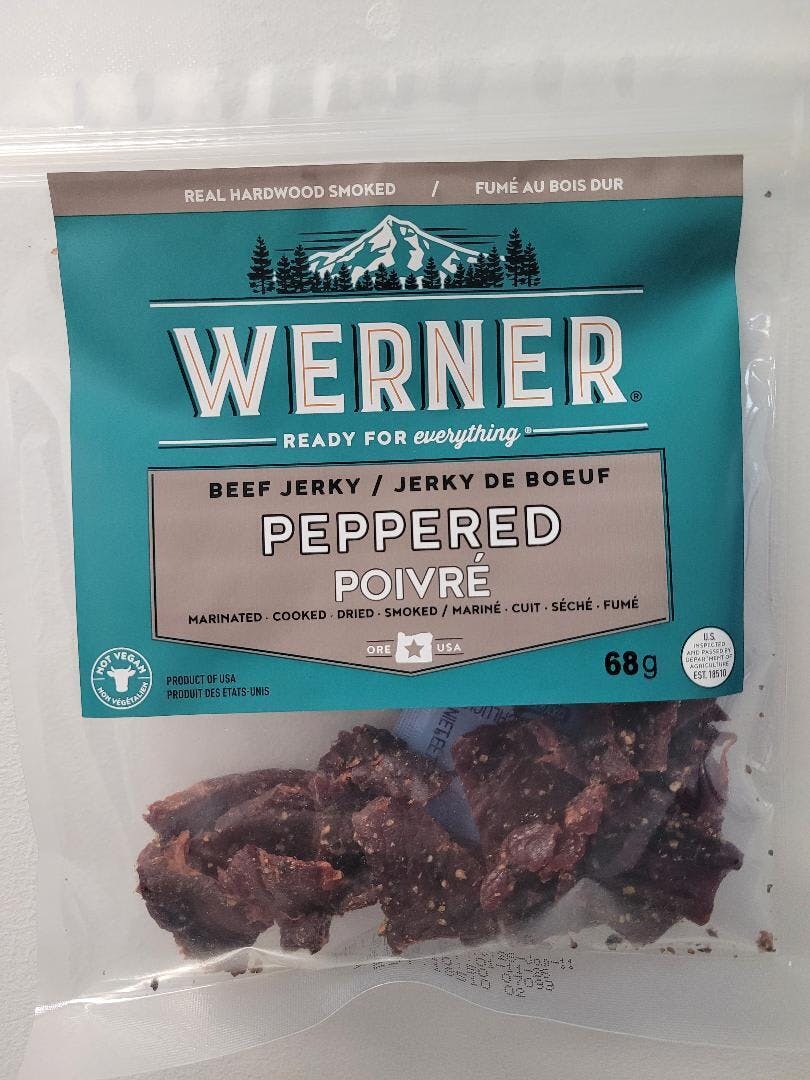 REAL HARDWOOD SMOKED / FUMÉ AU BOIS DUR
WERNER®
READY FOR everything®
BEEF JERKY / JERKY DE BOEUF
PEPPERED
POIVRÉ
MARINATED · COOKED · DRIED · SMOKED / MARINÉ · CUIT · SÉCHÉ · FUMÉ
ORE USA
NOT VEGAN
NON VÉGÉTALIEN
PRODUCT OF USA
PRODUIT DES ÉTATS-UNIS
68g
U.S.
INSPECTED
AND PASSED BY
DEPARTMENT OF
AGRICULTURE
EST. 18510